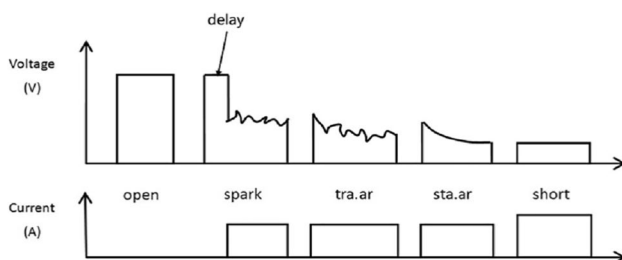 delay
Voltage
(V)
open spark tra.ar sta.ar short
Current
(A)